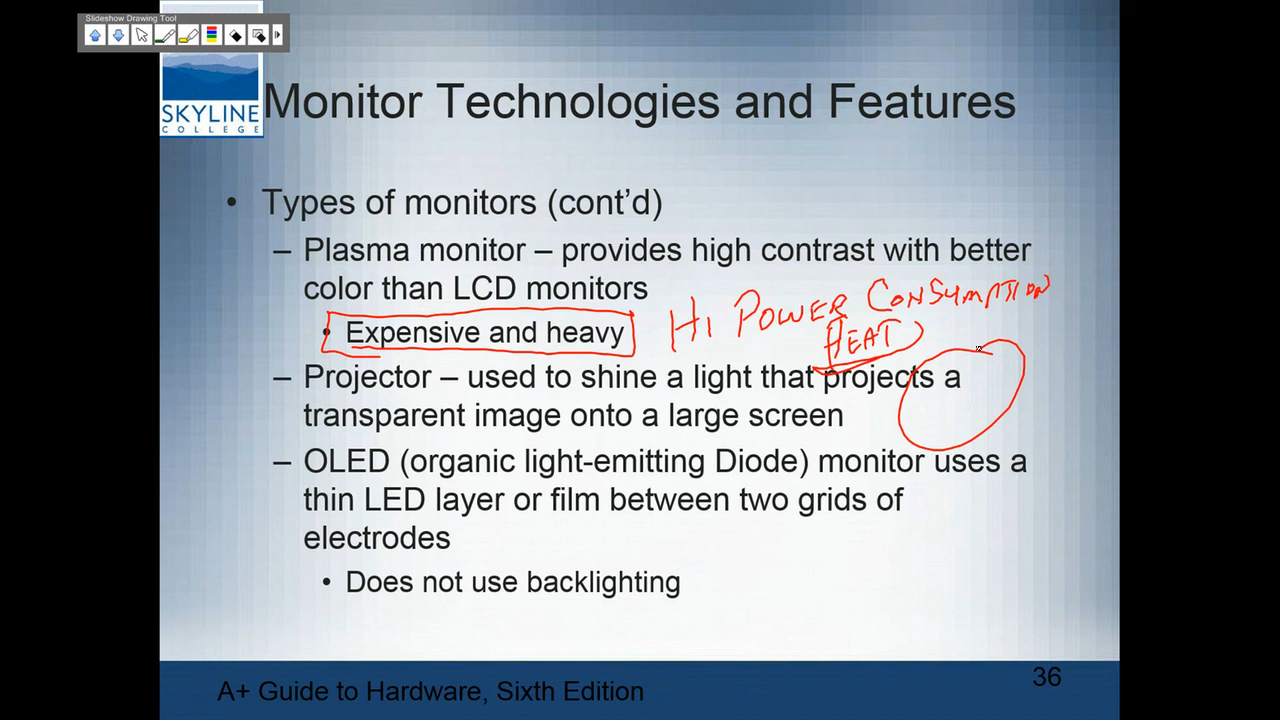 Slideshow Drawing Tool
SKYLINE
COLLEGE
Monitor Technologies and Features
• Types of monitors (cont'd)
– Plasma monitor – provides high contrast with better
color than LCD monitors
• Expensive and heavy
HI POWER CONSUMPTION
HEAT
– Projector – used to shine a light that projects a
transparent image onto a large screen
– OLED (organic light-emitting Diode) monitor uses a
thin LED layer or film between two grids of
electrodes
• Does not use backlighting
A+ Guide to Hardware, Sixth Edition
36